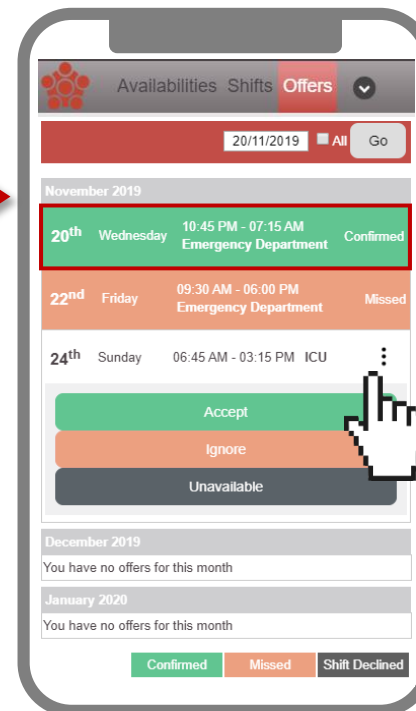 Availabilities Shifts Offers
20/11/2019 All Go
November 2019
20th Wednesday 10:45 PM - 07:15 AM Confirmed
Emergency Department
22nd Friday 09:30 AM - 06:00 PM Missed
Emergency Department
24th Sunday 06:45 AM - 03:15 PM ICU
Accept
Ignore
Unavailable
December 2019
You have no offers for this month
January 2020
You have no offers for this month
Confirmed Missed Shift Declined